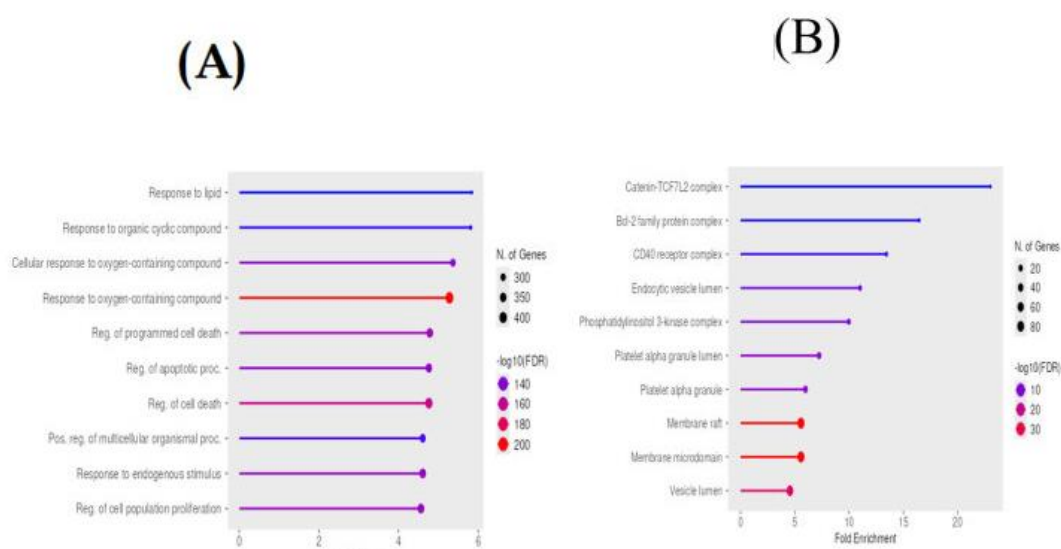 (A)
(B)
Response to lipid
Response to organic cyclic compound
Cellular response to oxygen-containing compound
Response to oxygen-containing compound
Reg. of programmed cell death
Reg. of apoptotic proc.
Reg. of cell death
Pos. reg. of multicellular organismal proc.
Response to endogenous stimulus
Reg. of cell population proliferation
0 2 4 6
N. of Genes
300
350
400
-log10(FDR)
140
160
180
200
Catenin-TCF7L2 complex
Bcl-2 family protein complex
CD40 receptor complex
Endocytic vesicle lumen
Phosphatidylinositol 3-kinase complex
Platelet alpha granule lumen
Platelet alpha granule
Membrane raft
Membrane microdomain
Vesicle lumen
0 5 10 15 20
Fold Enrichment
N. of Genes
20
40
60
80
-log10(FDR)
10
20
30